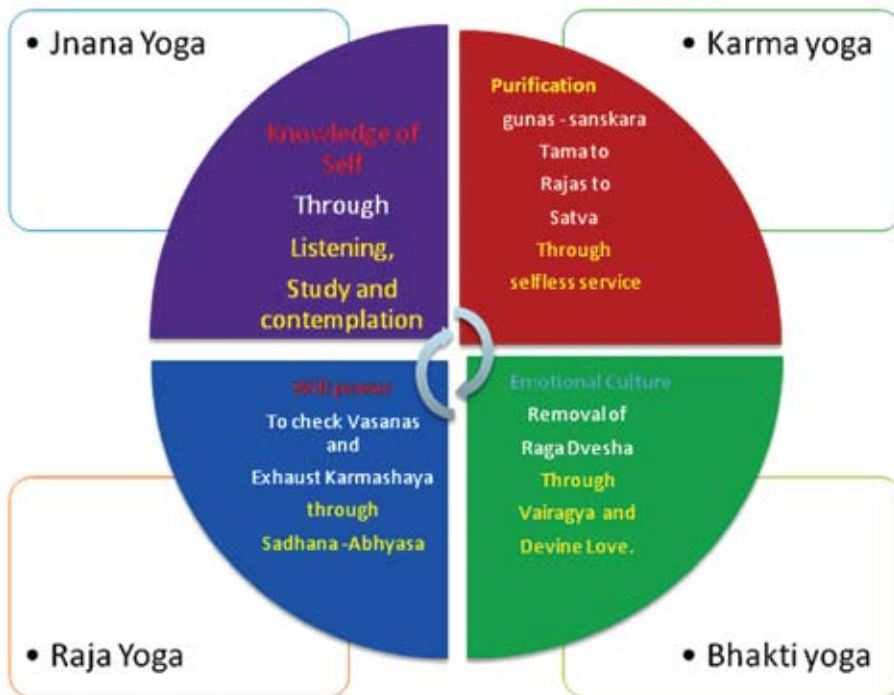 • Jnana Yoga
• Karma yoga
Knowledge of
Self
Through
Listening,
Study and
contemplation
Purification
gunas - sanskara
Tama to
Rajas to
Satva
Through
selfless service
Will power
To check Vasanas
and
Exhaust Karmashaya
through
Sadhana -Abhyasa
Emotional Culture
Removal of
Raga Dvesha
Through
Vairagya and
Devine Love.
• Raja Yoga
• Bhakti yoga